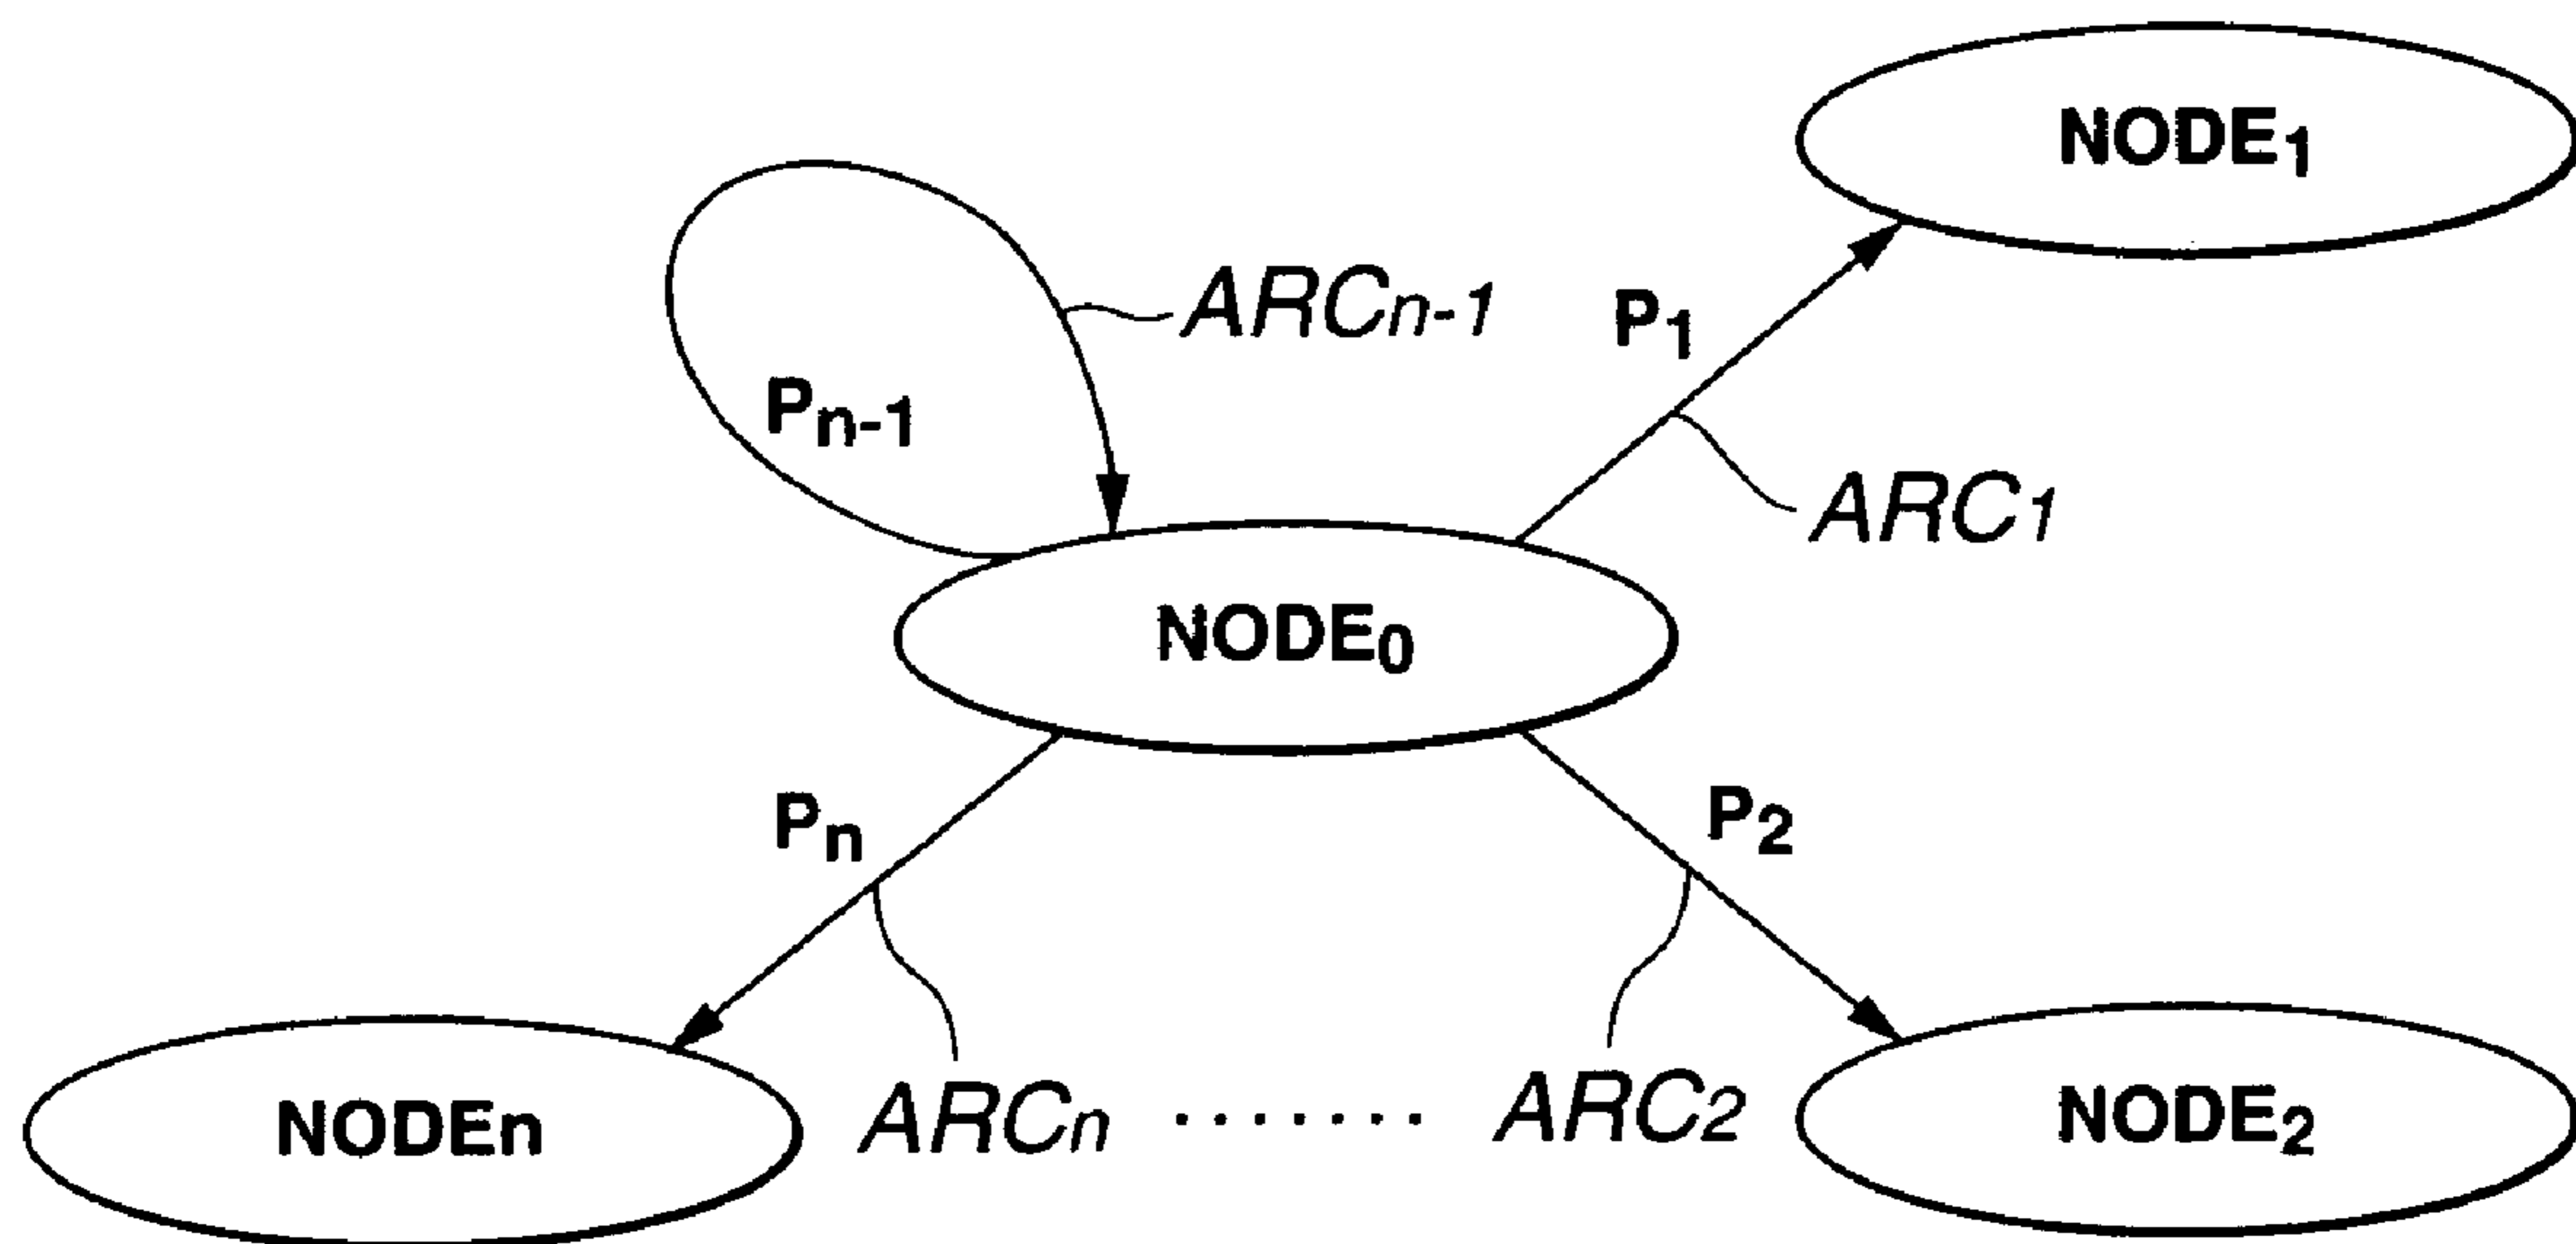 NODE₁
ARCn-1
P₁
Pn-1
ARC1
NODE₀
Pn
P₂
ARCn ....... ARC2
NODEn
NODE₂